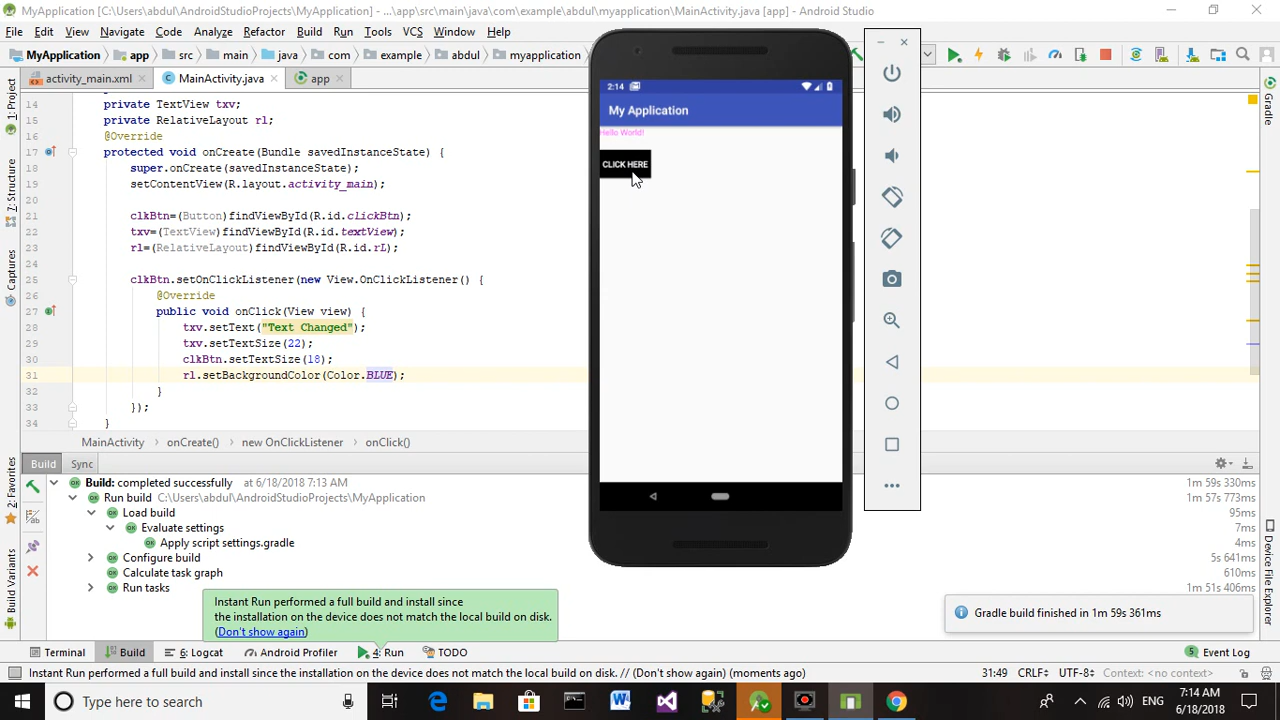 MyApplication [C:\Users\abdul\AndroidStudioProjects\MyApplication] - ...\app\src\main\java\com\example\abdul\myapplication\MainActivity.java [app] - Android Studio
File Edit View Navigate Code Analyze Refactor Build Run Tools VCS Window Help
MyApplication app src main java com example abdul myapplication
activity_main.xml MainActivity.java app
1: Project
Z: Structure
Captures
2: Favorites
Build Variants
Gradle
Device File Explorer
14 private TextView txv;
15 private RelativeLayout rl;
16 @Override
17 protected void onCreate(Bundle savedInstanceState) {
18 super.onCreate(savedInstanceState);
19 setContentView(R.layout.activity_main);
20
21 clkBtn=(Button)findViewById(R.id.clickBtn);
22 txv=(TextView)findViewById(R.id.textView);
23 rl=(RelativeLayout)findViewById(R.id.rL);
24
25 clkBtn.setOnClickListener(new View.OnClickListener() {
26 @Override
27 public void onClick(View view) {
28 txv.setText("Text Changed");
29 txv.setTextSize(22);
30 clkBtn.setTextSize(18);
31 rl.setBackgroundColor(Color.BLUE);
32 }
33 });
34 }
MainActivity onCreate() new OnClickListener onClick()
2:14
My Application
Hello World!
CLICK HERE
Build Sync
Build: completed successfully at 6/18/2018 7:13 AM 1m 59s 330ms
Run build C:\Users\abdul\AndroidStudioProjects\MyApplication 1m 57s 773ms
Load build 95ms
Evaluate settings 7ms
Apply script settings.gradle 4ms
Configure build 5s 641ms
Calculate task graph 610ms
Run tasks 1m 51s 406ms
Instant Run performed a full build and install since
the installation on the device does not match the local build on disk.
(Don't show again)
Gradle build finished in 1m 59s 361ms
Terminal Build 6: Logcat Android Profiler 4: Run TODO 5 Event Log
Instant Run performed a full build and install since the installation on the device does not match the local build on disk. // (Don't show again) (moments ago) 31:49 CRLF÷ UTF-8÷ Context: <no context>
Type here to search ENG 7:14 AM
6/18/2018